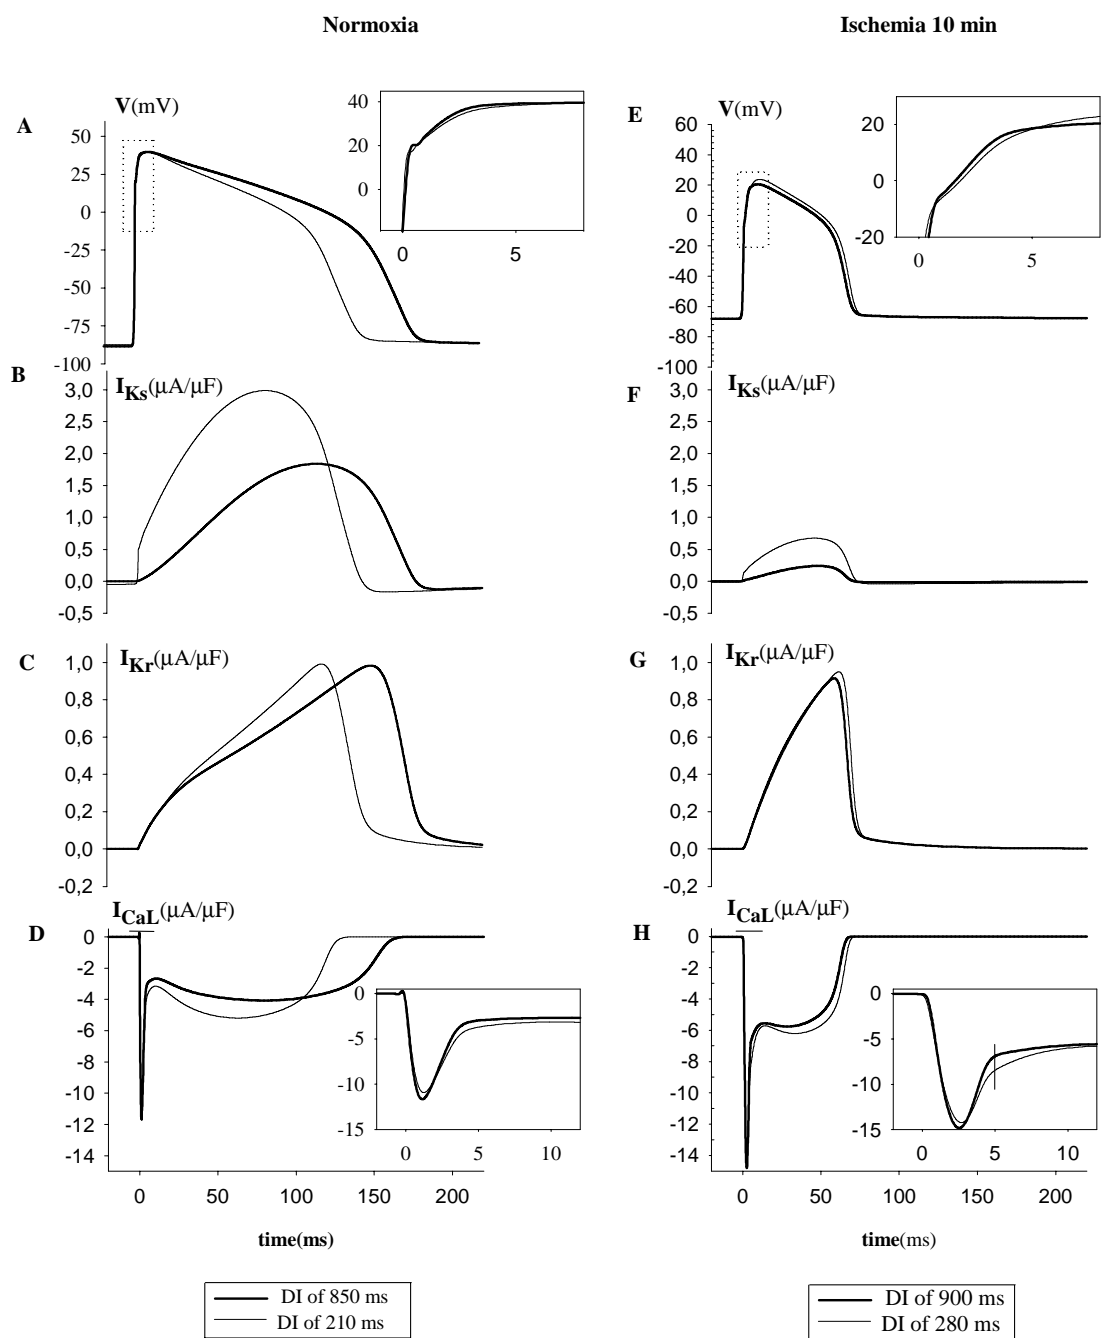 Normoxia
Ischemia 10 min
A
V(mV)
50
25
0
-25
-50
-75
-100
40
20
0
0
5
E
V(mV)
60
40
20
0
-20
-40
-60
-80
-100
20
0
-20
0
5
B
IKs(µA/µF)
3,0
2,5
2,0
1,5
1,0
0,5
0,0
-0,5
F
IKs(µA/µF)
3,0
2,5
2,0
1,5
1,0
0,5
0,0
-0,5
C
IKr(µA/µF)
1,0
0,8
0,6
0,4
0,2
0,0
-0,2
G
IKr(µA/µF)
1,0
0,8
0,6
0,4
0,2
0,0
-0,2
D
ICaL(µA/µF)
0
-2
-4
-6
-8
-10
-12
-14
0
-5
-10
-15
0 5 10
0 50 100 150 200
time(ms)
H
ICaL(µA/µF)
0
-2
-4
-6
-8
-10
-12
-14
0
-5
-10
-15
0 5 10
0 50 100 150 200
time(ms)
DI of 850 ms
DI of 210 ms
DI of 900 ms
DI of 280 ms